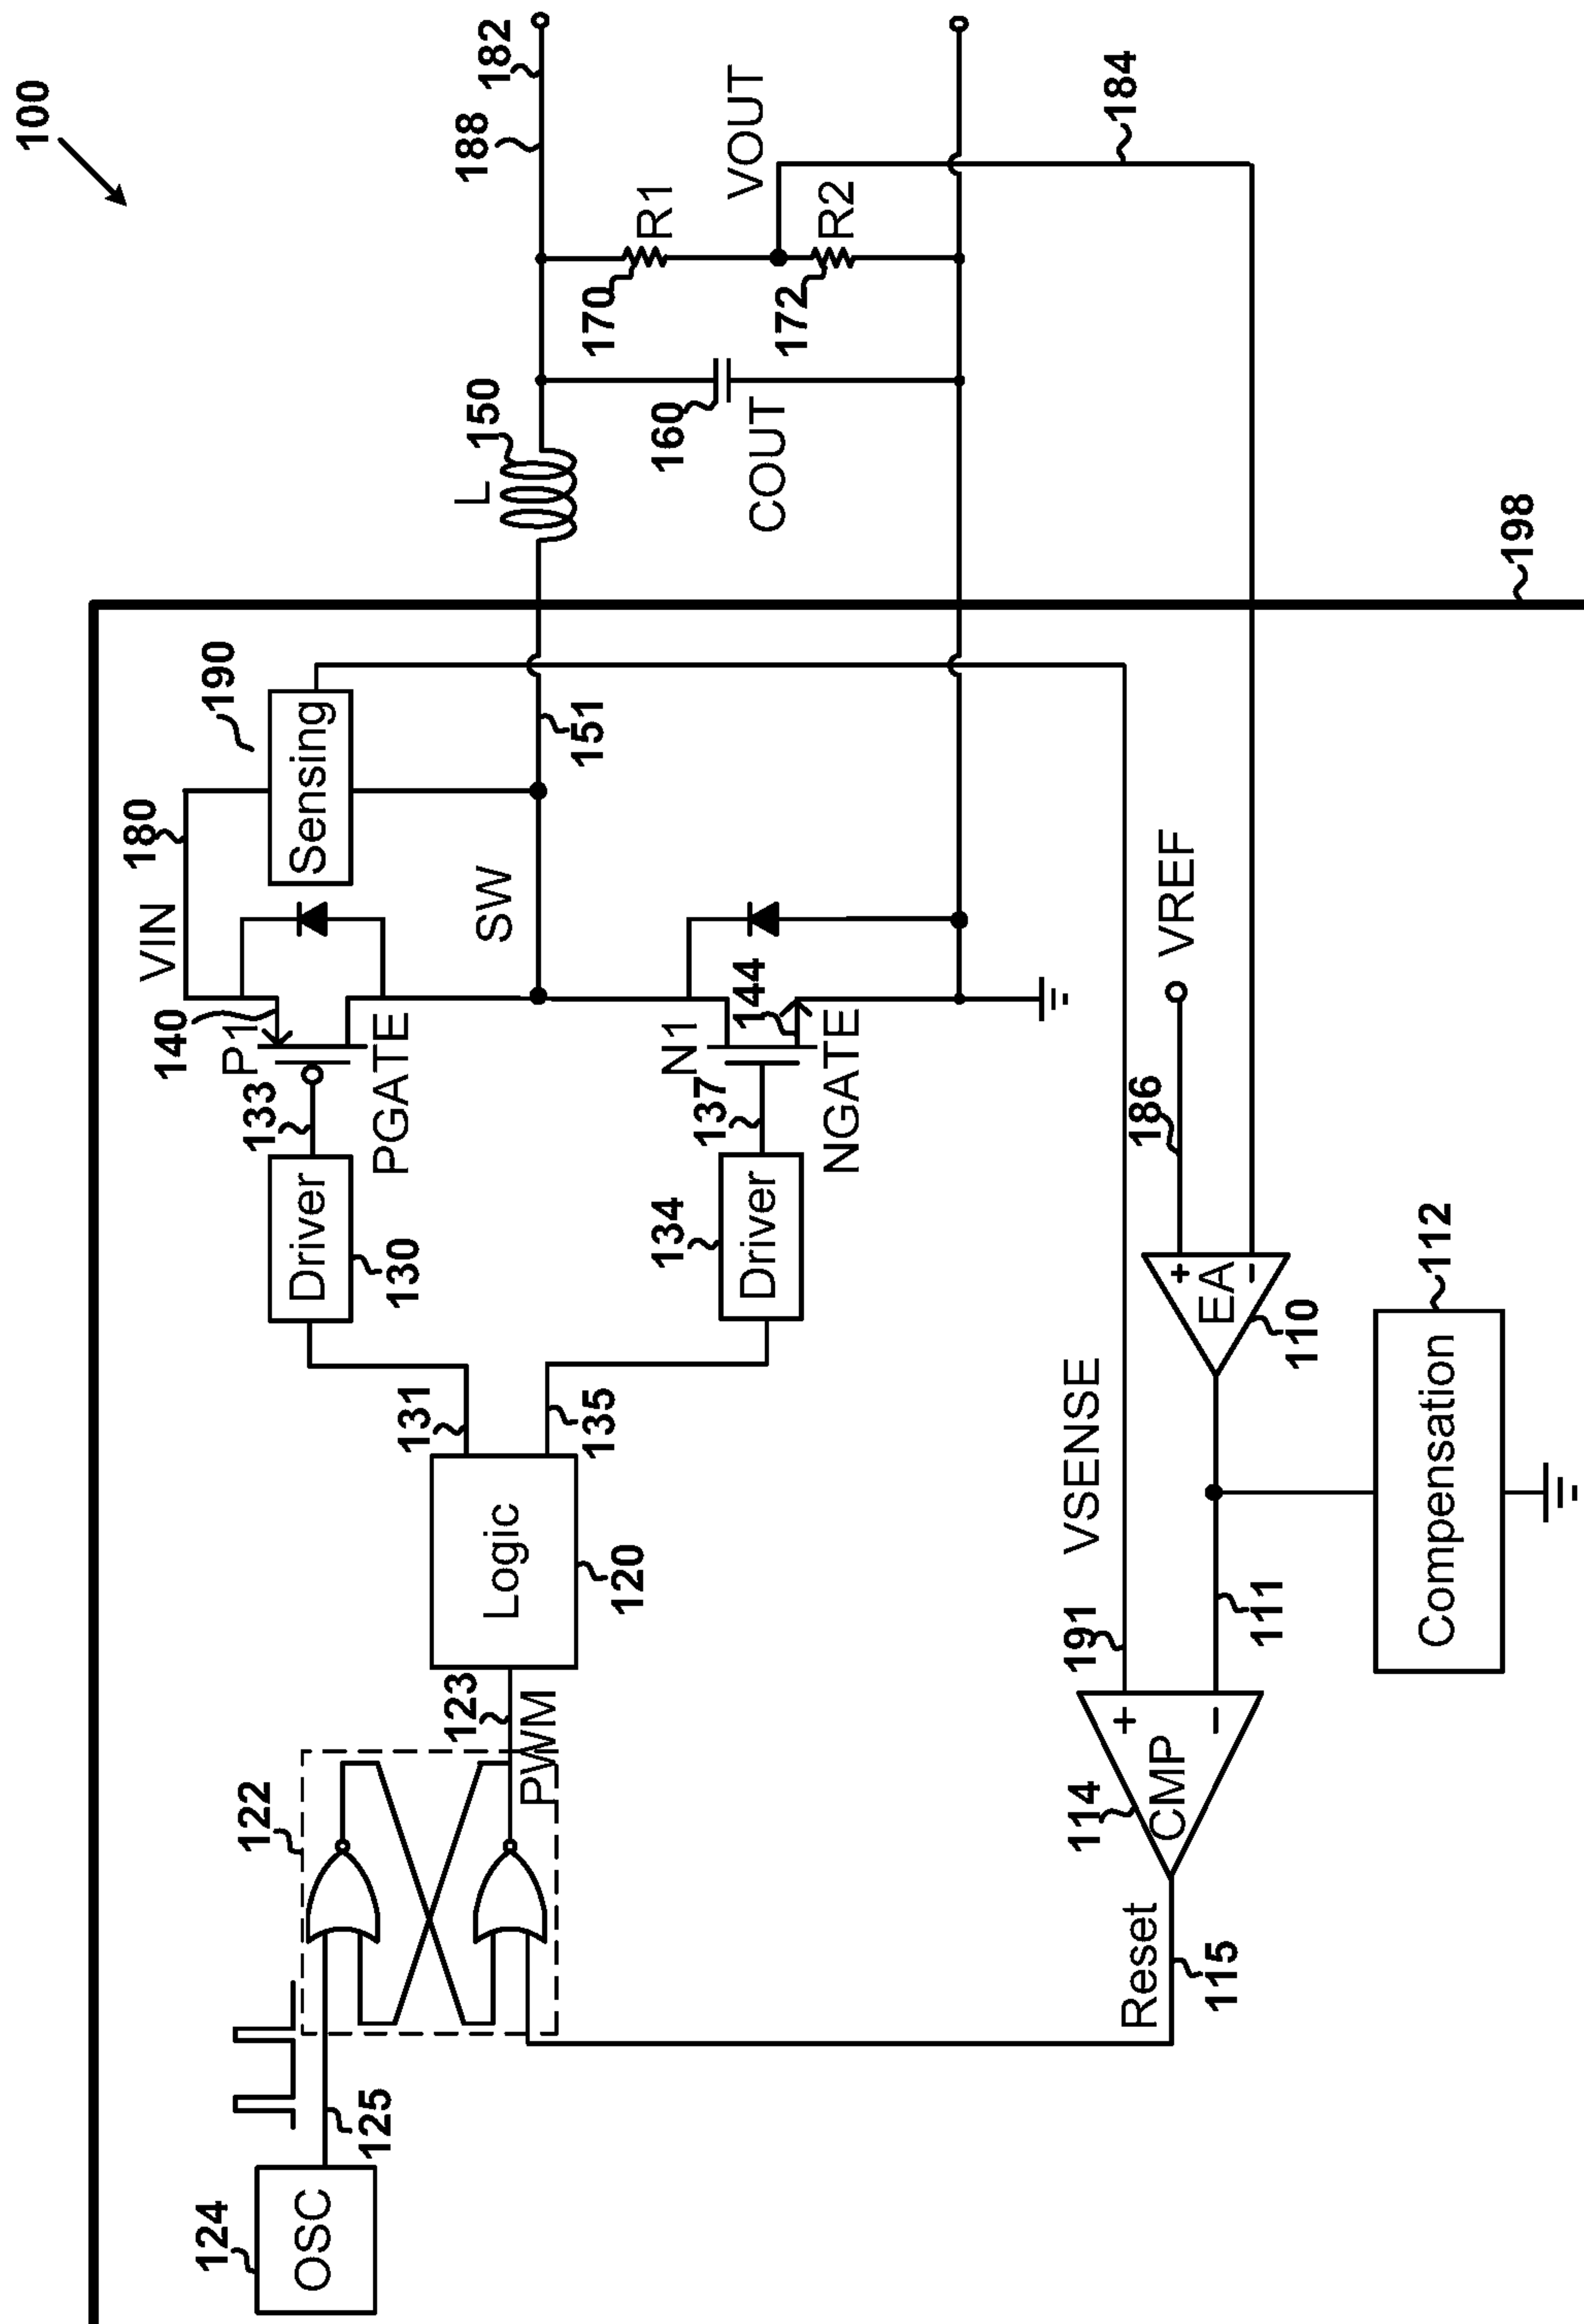 100
124
OSC
125
122
123
PWM
Logic
120
131
135
Driver
130
133
PGATE
P1
140
VIN
180
Sensing
190
Driver
134
137
NGATE
N1
144
SW
151
L
150
188
182
160
COUT
170
R1
VOUT
172
R2
184
198
Reset
115
114
CMP
+
-
191
VSENSE
111
EA
+
-
110
186
VREF
Compensation
112